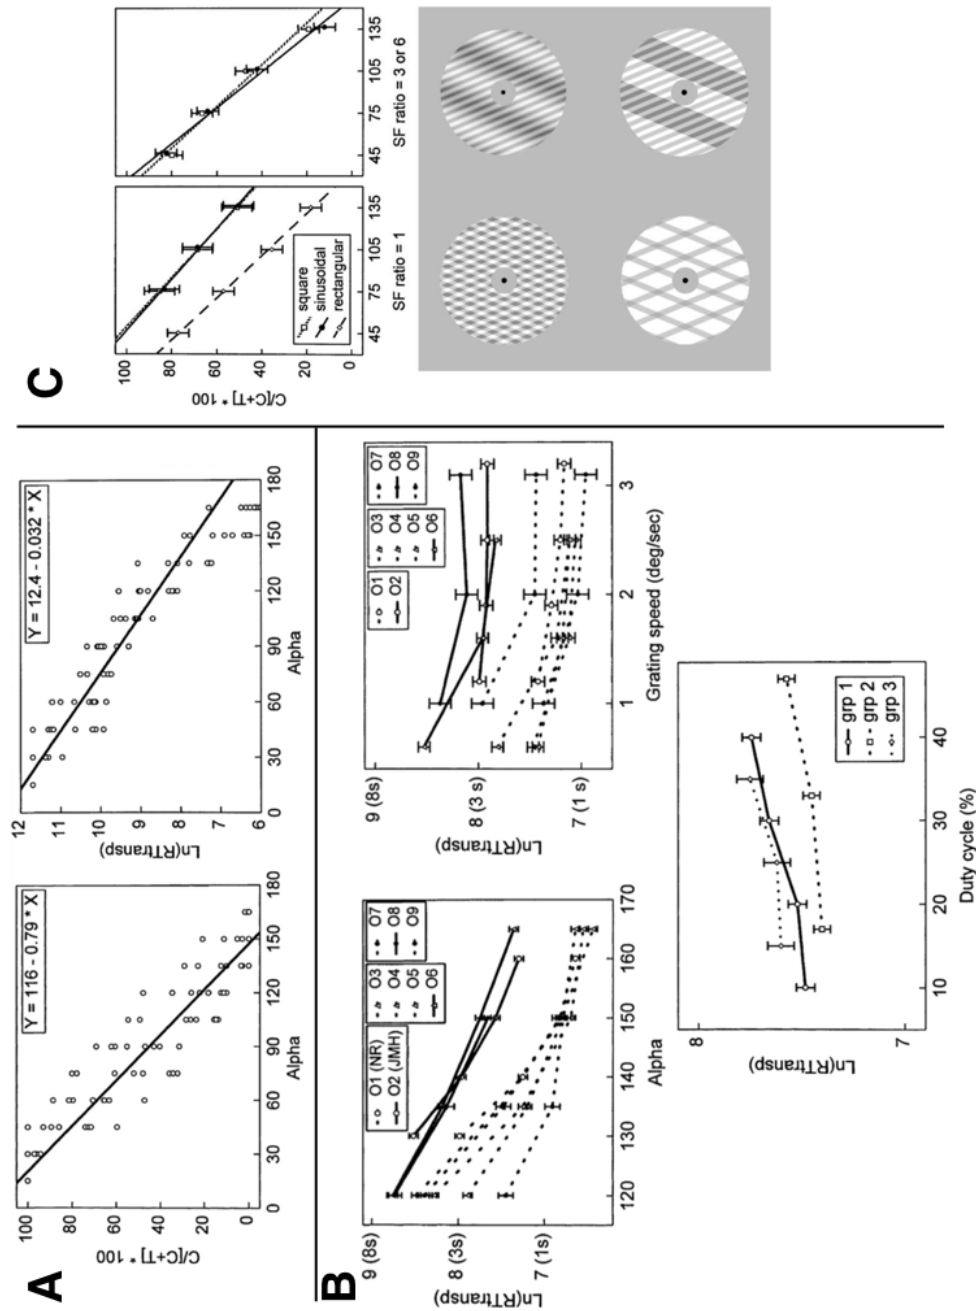 A
Y = 116 - 0.79 * X
C/[C+T] * 100
100
80
60
40
20
0
0 30 60 90 120 150 180
Alpha
Y = 12.4 - 0.032 * X
Ln(RTtransp)
12
11
10
9
8
7
6
0 30 60 90 120 150 180
Alpha
B
Ln(RTtransp)
9 (8s)
8 (3s)
7 (1s)
O1 (NR)
O2 (JMH)
O3
O4
O5
O6
O7
O8
O9
120 130 140 150 160 170
Alpha
Ln(RTtransp)
9 (8s)
8 (3s)
7 (1s)
O1
O2
O3
O4
O5
O6
O7
O8
O9
1 2 3
Grating speed (deg/sec)
Ln(RTtransp)
8
7
grp 1
grp 2
grp 3
10 20 30 40
Duty cycle (%)
C
C/[C+T] * 100
100
80
60
40
20
0
square
sinusoidal
rectangular
45 75 105 135
SF ratio = 1
45 75 105 135
SF ratio = 3 or 6